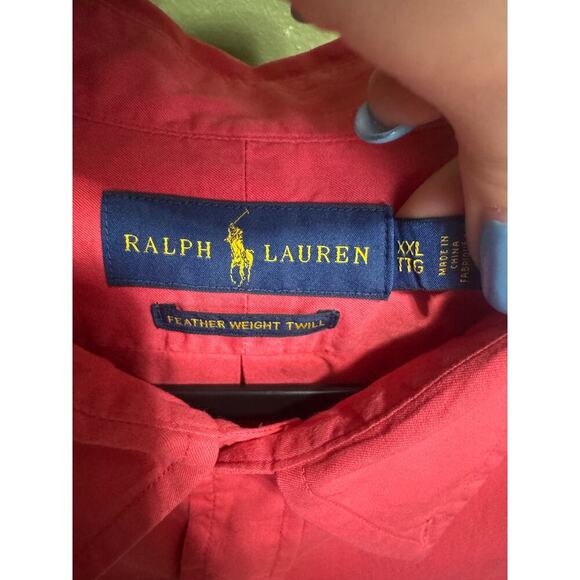 RALPH LAUREN
XXL
TTG
MADE IN
CHINA
FEATHER WEIGHT TWILL